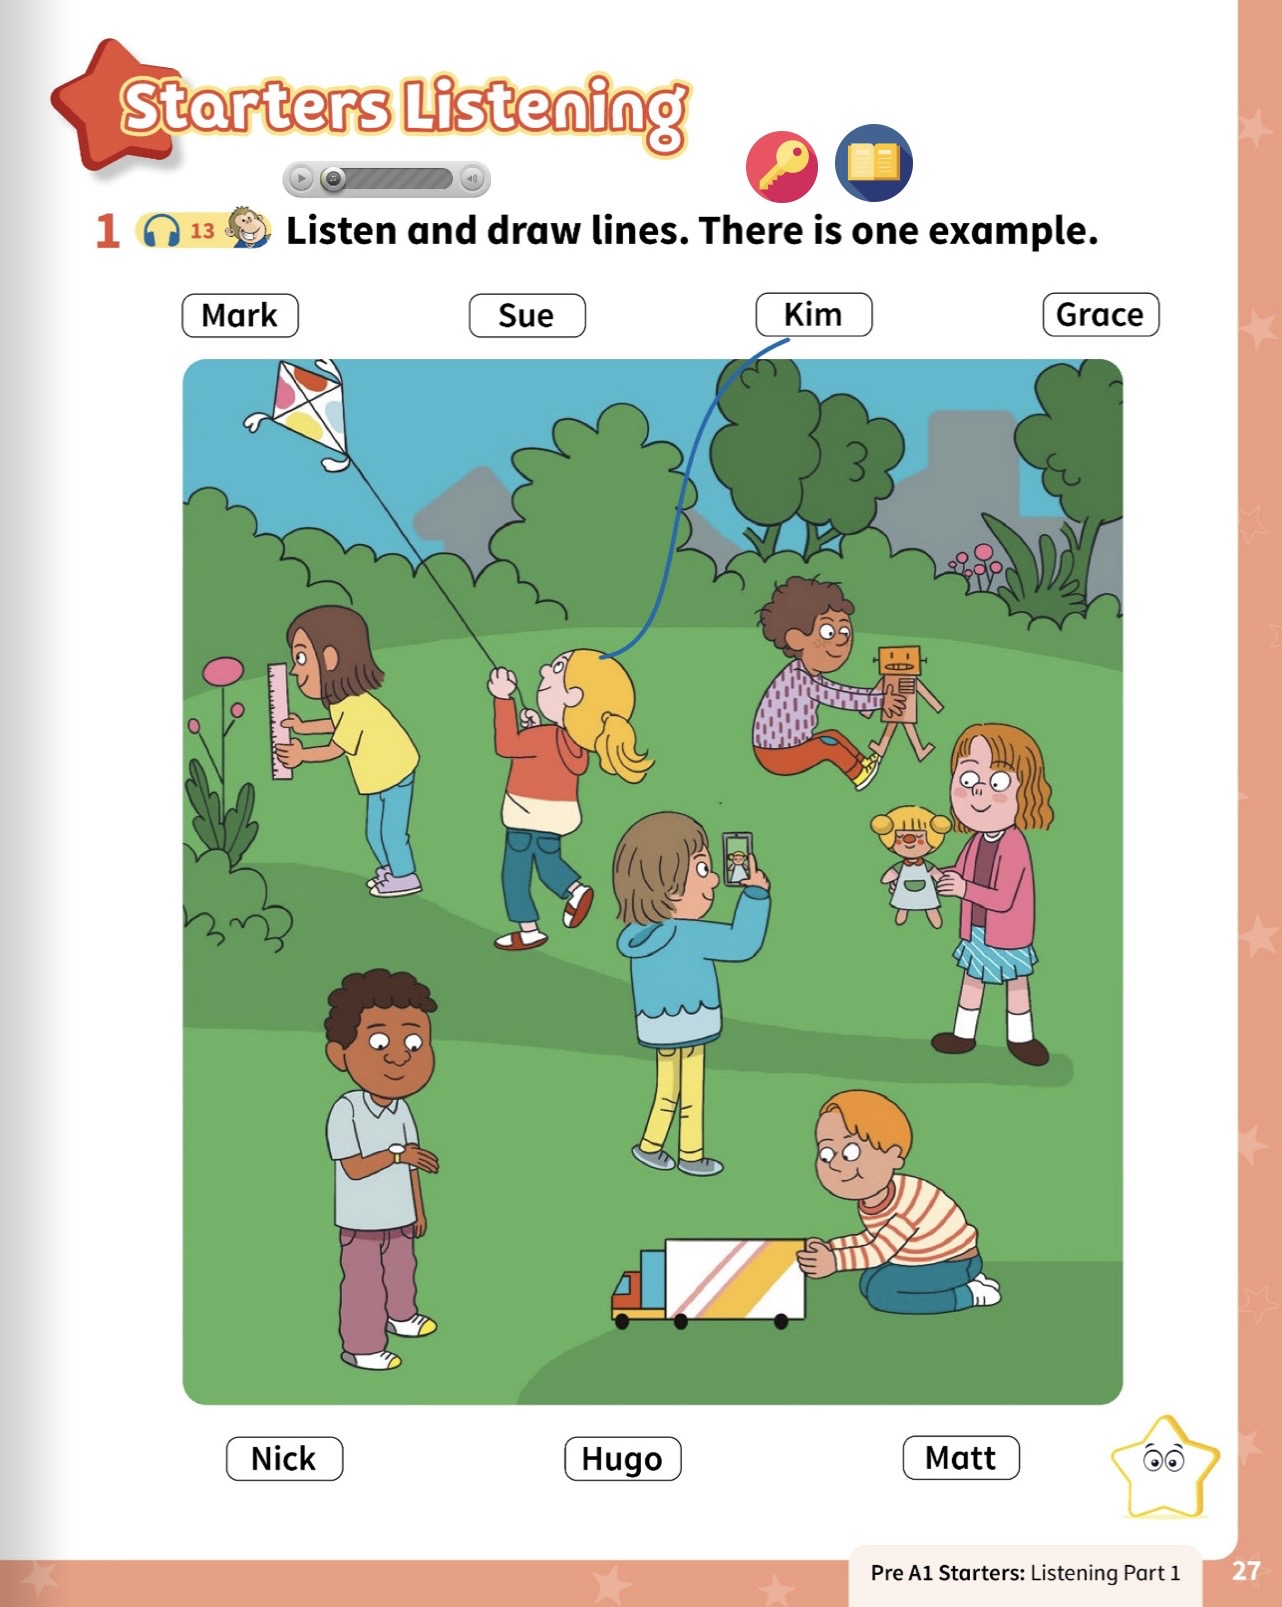 Starters Listening
1 13 Listen and draw lines. There is one example.
Mark Sue Kim Grace
Nick Hugo Matt
Pre A1 Starters: Listening Part 1 27